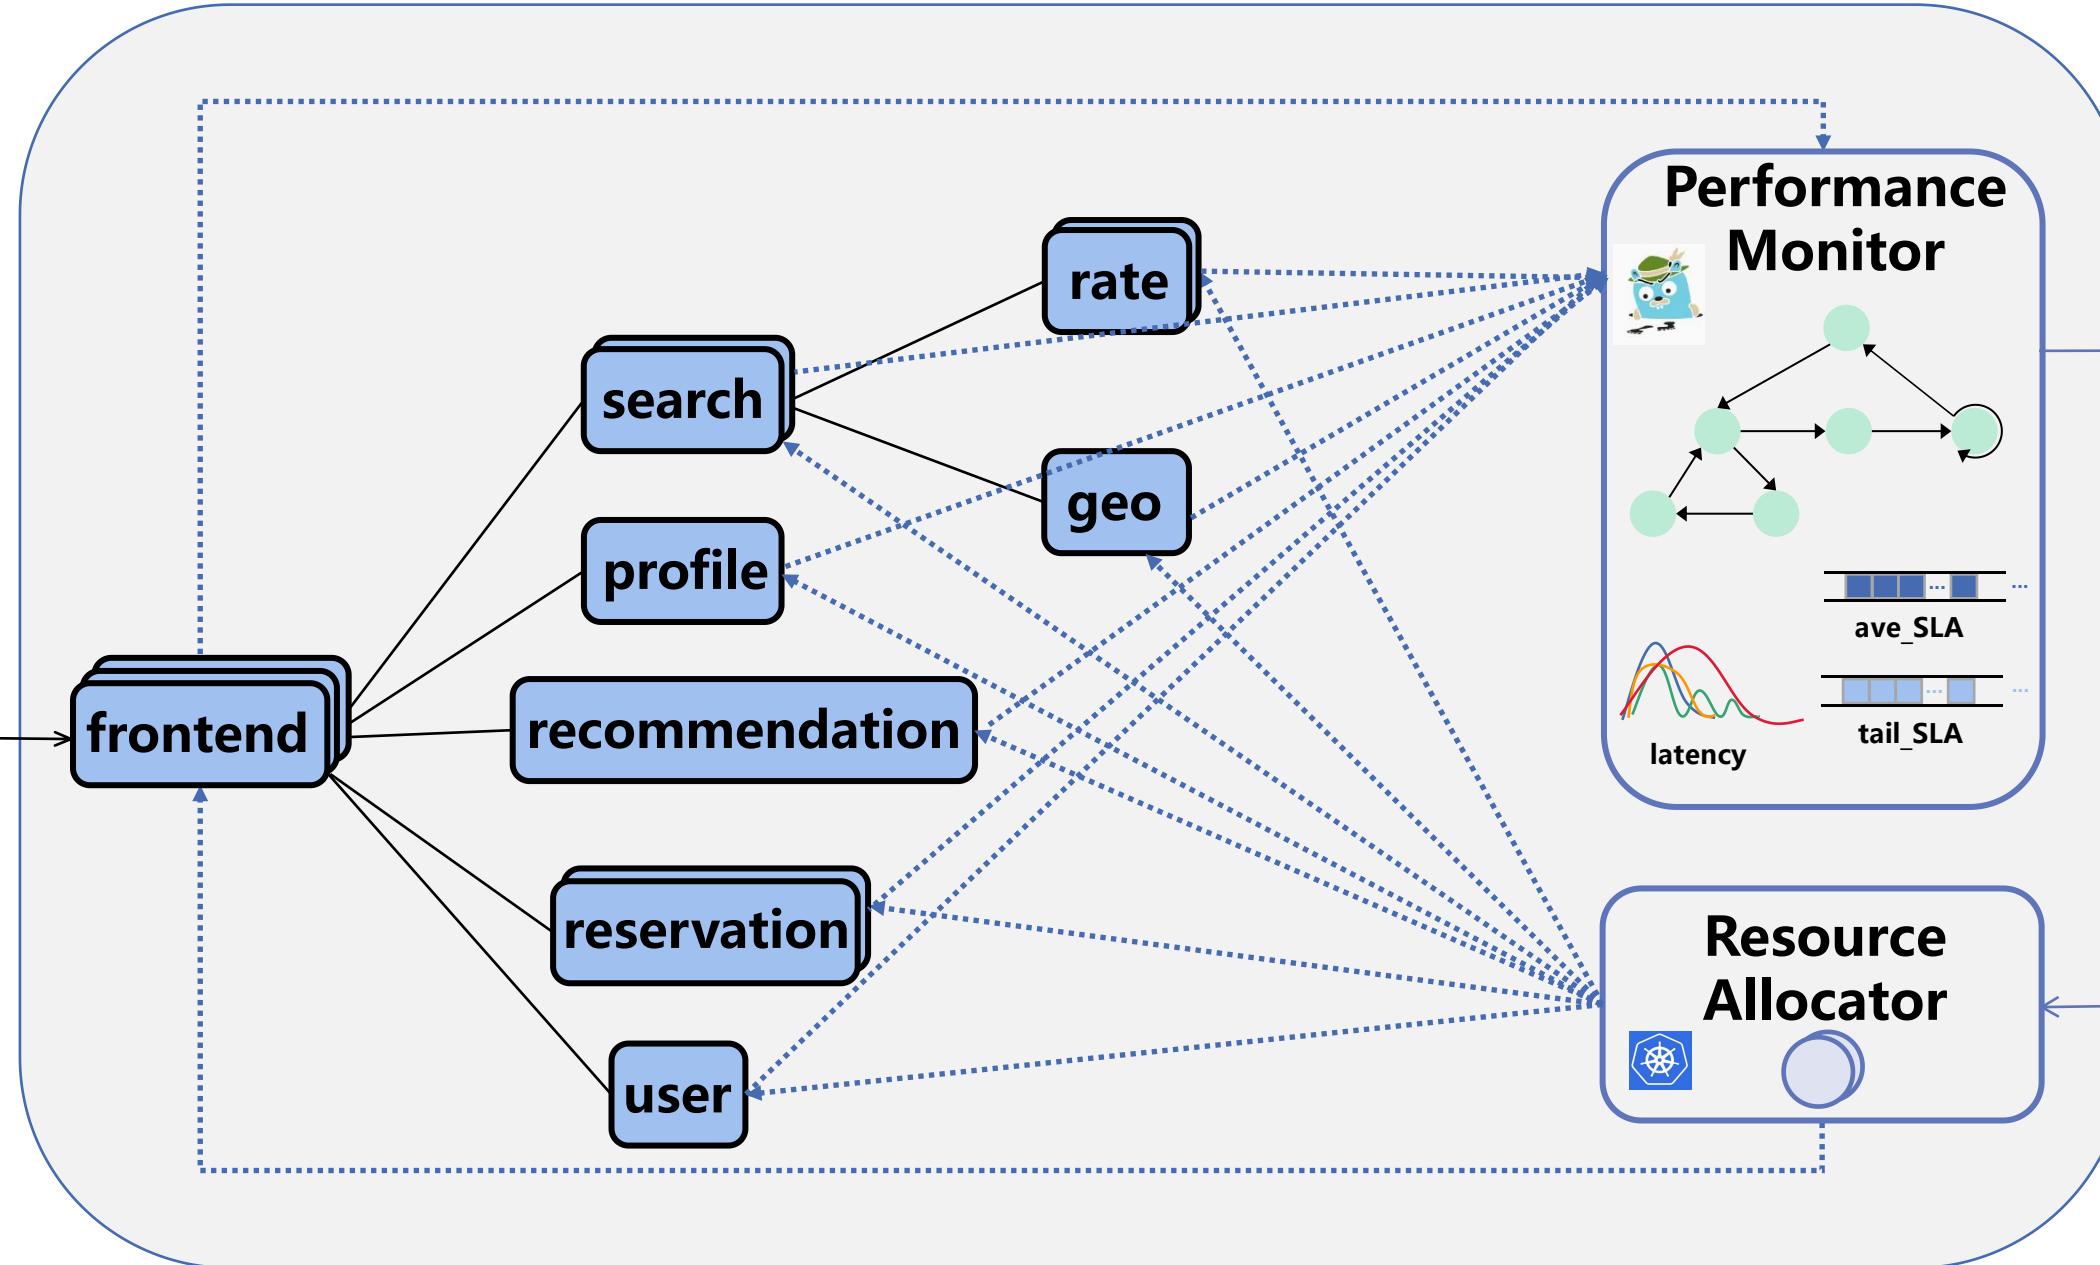 Performance
Monitor
rate
search
geo
profile
...
...
ave_SLA
recommendation
frontend
...
...
tail_SLA
latency
reservation
Resource
Allocator
user